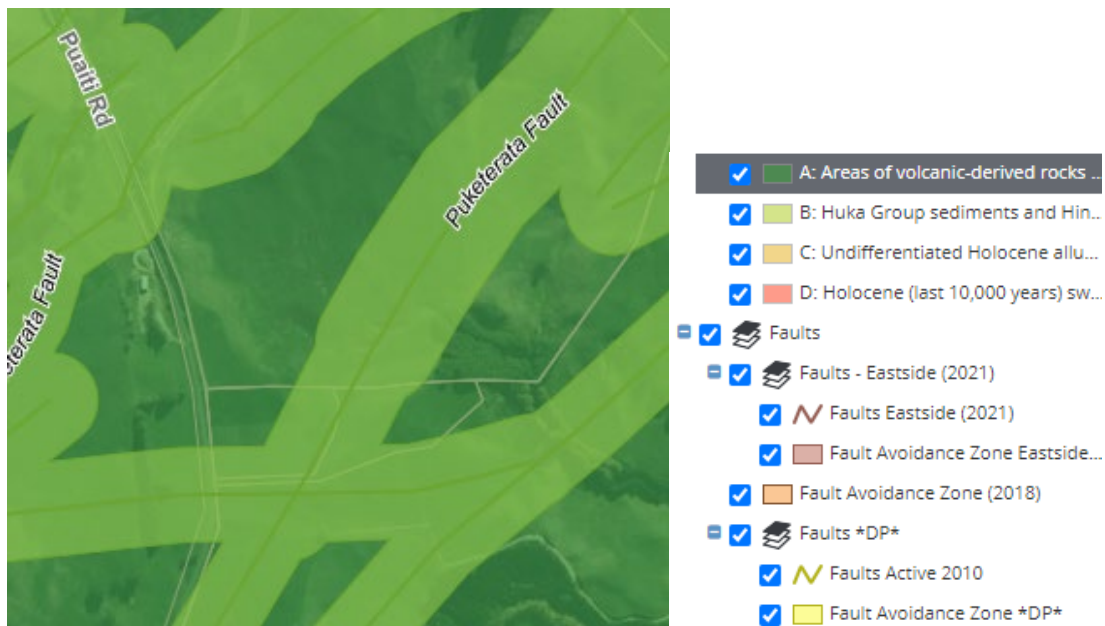 Puaiti Rd
Puketerata Fault
eterata Fault
A: Areas of volcanic-derived rocks ...
B: Huka Group sediments and Hin...
C: Undifferentiated Holocene allu...
D: Holocene (last 10,000 years) sw...
Faults
Faults - Eastside (2021)
Faults Eastside (2021)
Fault Avoidance Zone Eastside...
Fault Avoidance Zone (2018)
Faults *DP*
Faults Active 2010
Fault Avoidance Zone *DP*